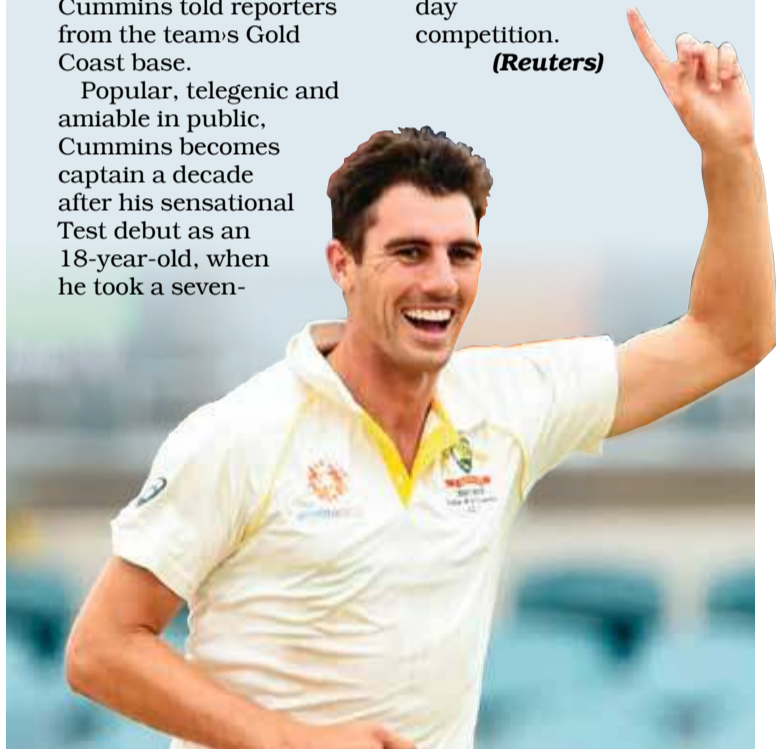 Cummins told reporters
from the team›s Gold
Coast base.
Popular, telegenic and
amiable in public,
Cummins becomes
captain a decade
after his sensational
Test debut as an
18-year-old, when
he took a seven-
day
competition.
(Reuters)